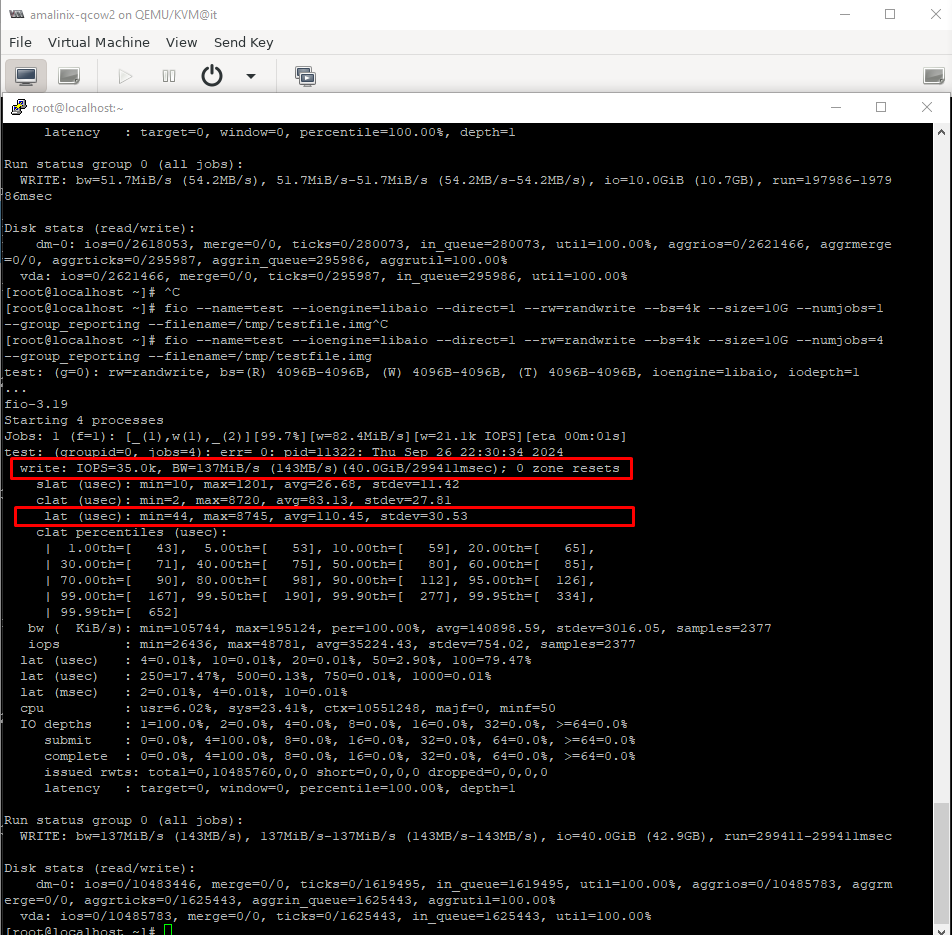 amalinix-qcow2 on QEMU/KVM@it
File Virtual Machine View Send Key
root@localhost:~
latency : target=0, window=0, percentile=100.00%, depth=1
Run status group 0 (all jobs):
WRITE: bw=51.7MiB/s (54.2MB/s), 51.7MiB/s-51.7MiB/s (54.2MB/s-54.2MB/s), io=10.0GiB (10.7GB), run=197986-1979
86msec
Disk stats (read/write):
dm-0: ios=0/2618053, merge=0/0, ticks=0/280073, in_queue=280073, util=100.00%, aggrios=0/2621466, aggrmerge
=0/0, aggrticks=0/295987, aggrin_queue=295986, aggrutil=100.00%
vda: ios=0/2621466, merge=0/0, ticks=0/295987, in_queue=295986, util=100.00%
[root@localhost ~]# ^C
[root@localhost ~]# fio --name=test --ioengine=libaio --direct=1 --rw=randwrite --bs=4k --size=10G --numjobs=1
--group_reporting --filename=/tmp/testfile.img^C
[root@localhost ~]# fio --name=test --ioengine=libaio --direct=1 --rw=randwrite --bs=4k --size=10G --numjobs=4
--group_reporting --filename=/tmp/testfile.img
test: (g=0): rw=randwrite, bs=(R) 4096B-4096B, (W) 4096B-4096B, (T) 4096B-4096B, ioengine=libaio, iodepth=1
...
fio-3.19
Starting 4 processes
Jobs: 1 (f=1): [_(1),w(1),_(2)][99.7%][w=82.4MiB/s][w=21.1k IOPS][eta 00m:01s]
test: (groupid=0, jobs=4): err= 0: pid=11322: Thu Sep 26 22:30:34 2024
write: IOPS=35.0k, BW=137MiB/s (143MB/s)(40.0GiB/299411msec); 0 zone resets
slat (usec): min=10, max=1201, avg=26.68, stdev=11.42
clat (usec): min=2, max=8720, avg=83.13, stdev=27.81
lat (usec): min=44, max=8745, avg=110.45, stdev=30.53
clat percentiles (usec):
| 1.00th=[ 43], 5.00th=[ 53], 10.00th=[ 59], 20.00th=[ 65],
| 30.00th=[ 71], 40.00th=[ 75], 50.00th=[ 80], 60.00th=[ 85],
| 70.00th=[ 90], 80.00th=[ 98], 90.00th=[ 112], 95.00th=[ 126],
| 99.00th=[ 167], 99.50th=[ 190], 99.90th=[ 277], 99.95th=[ 334],
| 99.99th=[ 652]
bw ( KiB/s): min=105744, max=195124, per=100.00%, avg=140898.59, stdev=3016.05, samples=2377
iops : min=26436, max=48781, avg=35224.43, stdev=754.02, samples=2377
lat (usec) : 4=0.01%, 10=0.01%, 20=0.01%, 50=2.90%, 100=79.47%
lat (usec) : 250=17.47%, 500=0.13%, 750=0.01%, 1000=0.01%
lat (msec) : 2=0.01%, 4=0.01%, 10=0.01%
cpu : usr=6.02%, sys=23.41%, ctx=10551248, majf=0, minf=50
IO depths : 1=100.0%, 2=0.0%, 4=0.0%, 8=0.0%, 16=0.0%, 32=0.0%, >=64=0.0%
submit : 0=0.0%, 4=100.0%, 8=0.0%, 16=0.0%, 32=0.0%, 64=0.0%, >=64=0.0%
complete : 0=0.0%, 4=100.0%, 8=0.0%, 16=0.0%, 32=0.0%, 64=0.0%, >=64=0.0%
issued rwts: total=0,10485760,0,0 short=0,0,0,0 dropped=0,0,0,0
latency : target=0, window=0, percentile=100.00%, depth=1
Run status group 0 (all jobs):
WRITE: bw=137MiB/s (143MB/s), 137MiB/s-137MiB/s (143MB/s-143MB/s), io=40.0GiB (42.9GB), run=299411-299411msec
Disk stats (read/write):
dm-0: ios=0/10483446, merge=0/0, ticks=0/1619495, in_queue=1619495, util=100.00%, aggrios=0/10485783, aggrm
erge=0/0, aggrticks=0/1625443, aggrin_queue=1625443, aggrutil=100.00%
vda: ios=0/10485783, merge=0/0, ticks=0/1625443, in_queue=1625443, util=100.00%
[root@localhost ~]#